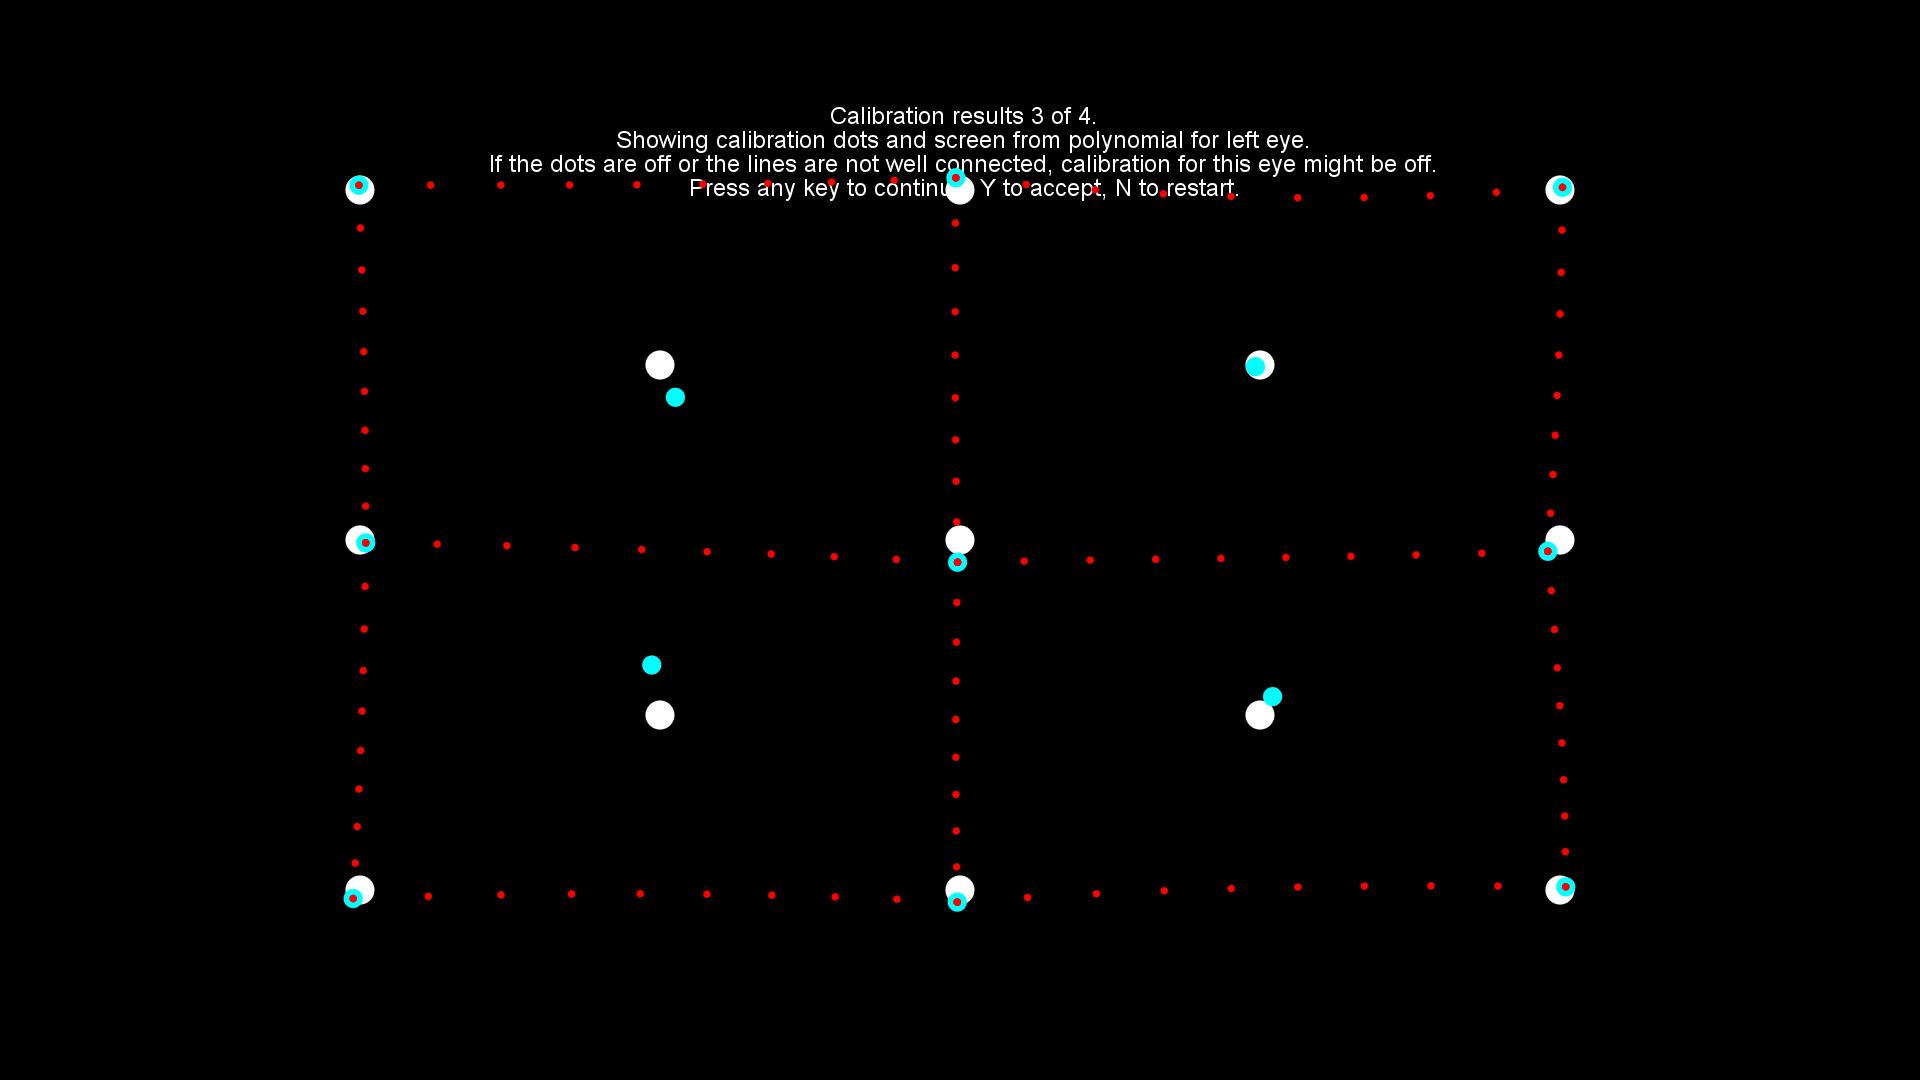 Calibration results 3 of 4.
Showing calibration dots and screen from polynomial for left eye.
If the dots are off or the lines are not well connected, calibration for this eye might be off.
Press any key to continue, Y to accept, N to restart.